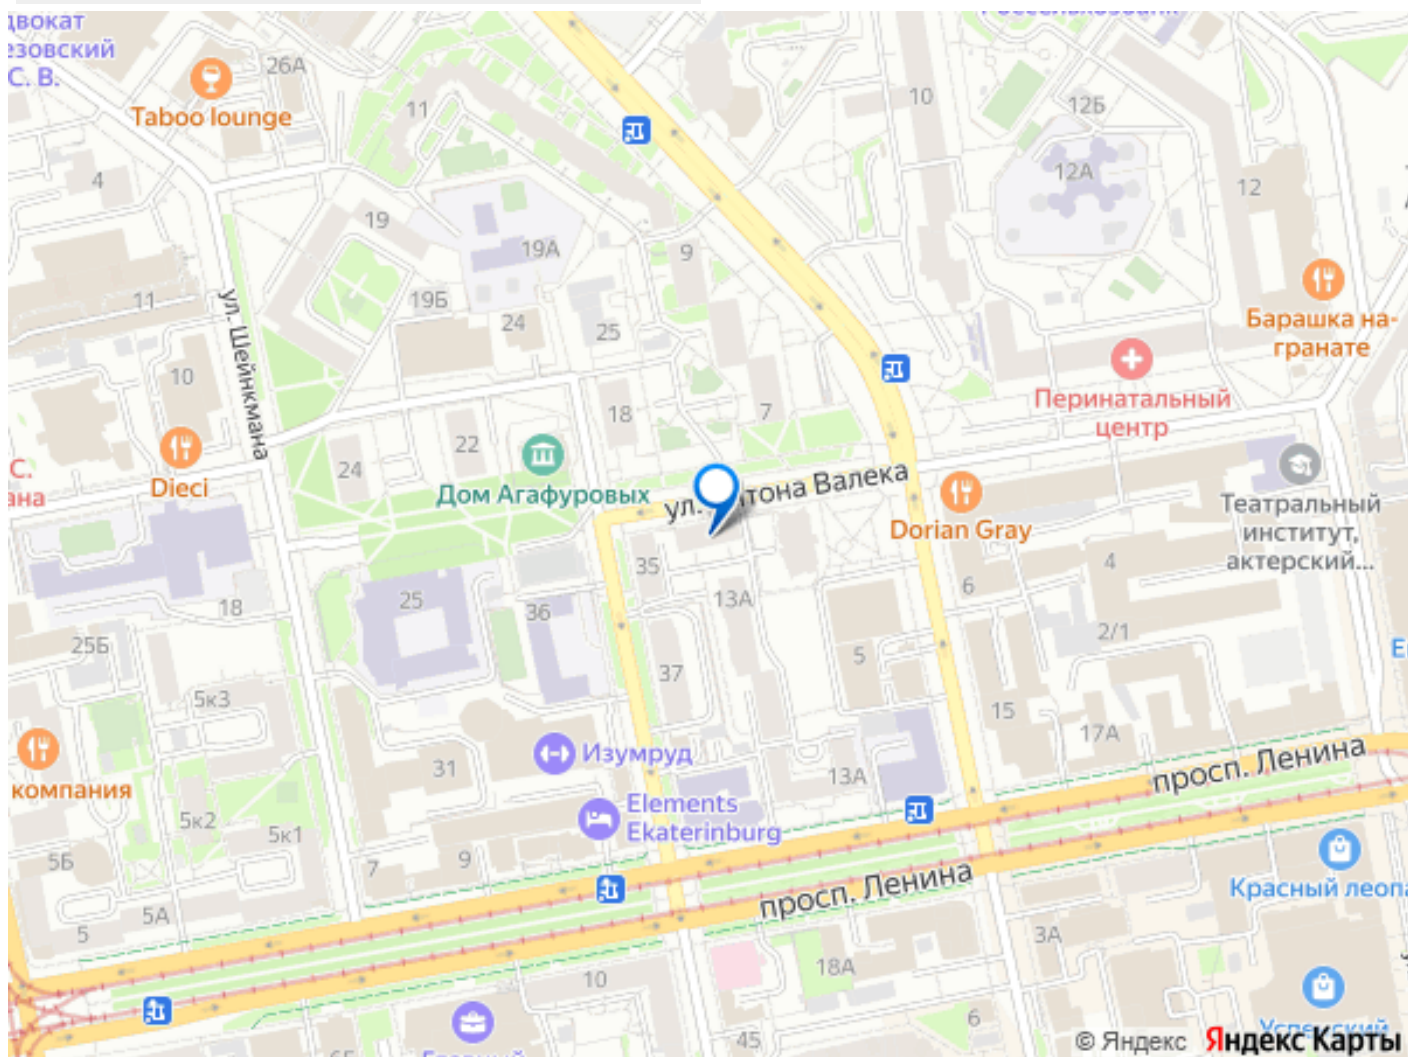 двокат
езовский
С. В.
Taboo lounge
26А
11
10
12Б
12А
12
4
19
19А
9
11
19Б
24
25
ул. Шейнкмана
10
18
7
22
24
Барашка на-
гранате
Перинатальный
центр
С.
ана
Dieci
Дом Агафуровых
ул.
тона Валека
Dorian Gray
Театральный
институт,
актерский...
35
13А
6
4
18
25
36
2/1
25Б
37
5
5к3
15
17А
31
Изумруд
13А
просп. Ленина
компания
Elements
Ekaterinburg
5к2
5к1
5Б
7
9
Красный леопа
просп. Ленина
5А
5
3А
10
18А
6
45
© Яндекс
Яндекс Карты